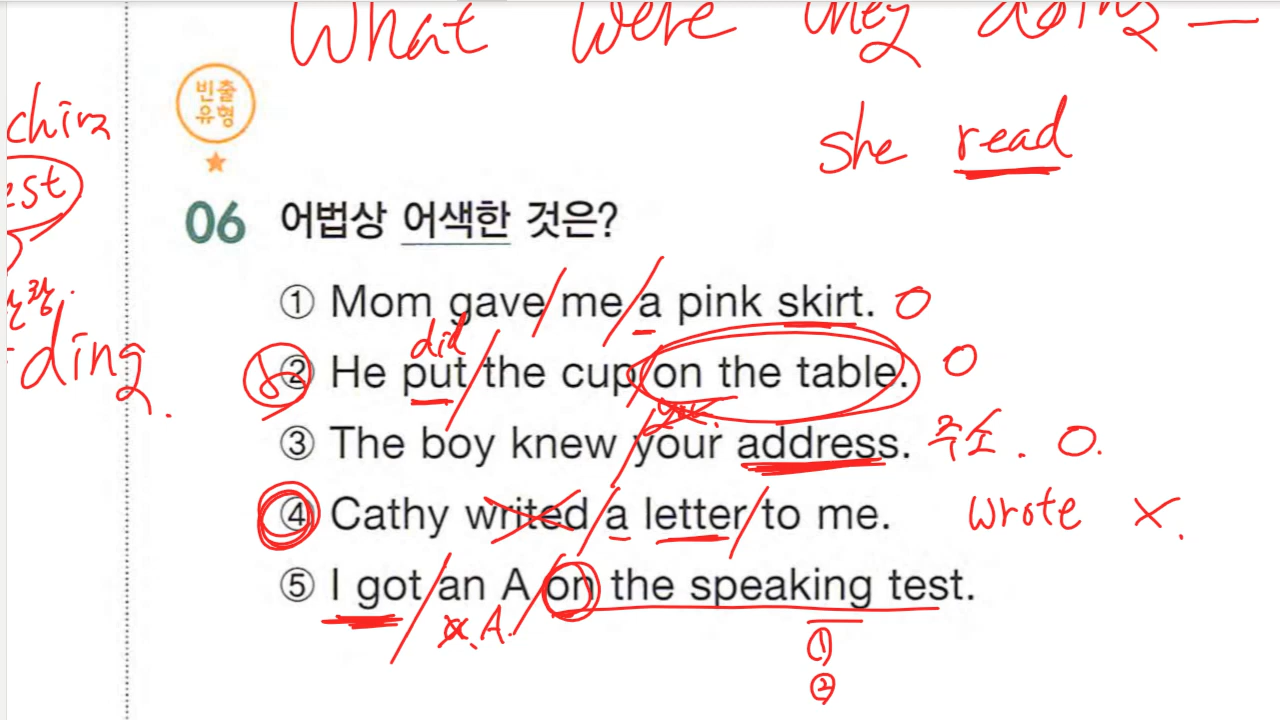 What were they doing —
she read
빈출
유형
est
ding.
06 어법상 어색한 것은?
① Mom gave me a pink skirt. O
did
② He put the cup on the table. O
③ The boy knew your address. 주소. O.
④ Cathy writed a letter to me. wrote X.
⑤ I got an A on the speaking test.
a. A.
①
②